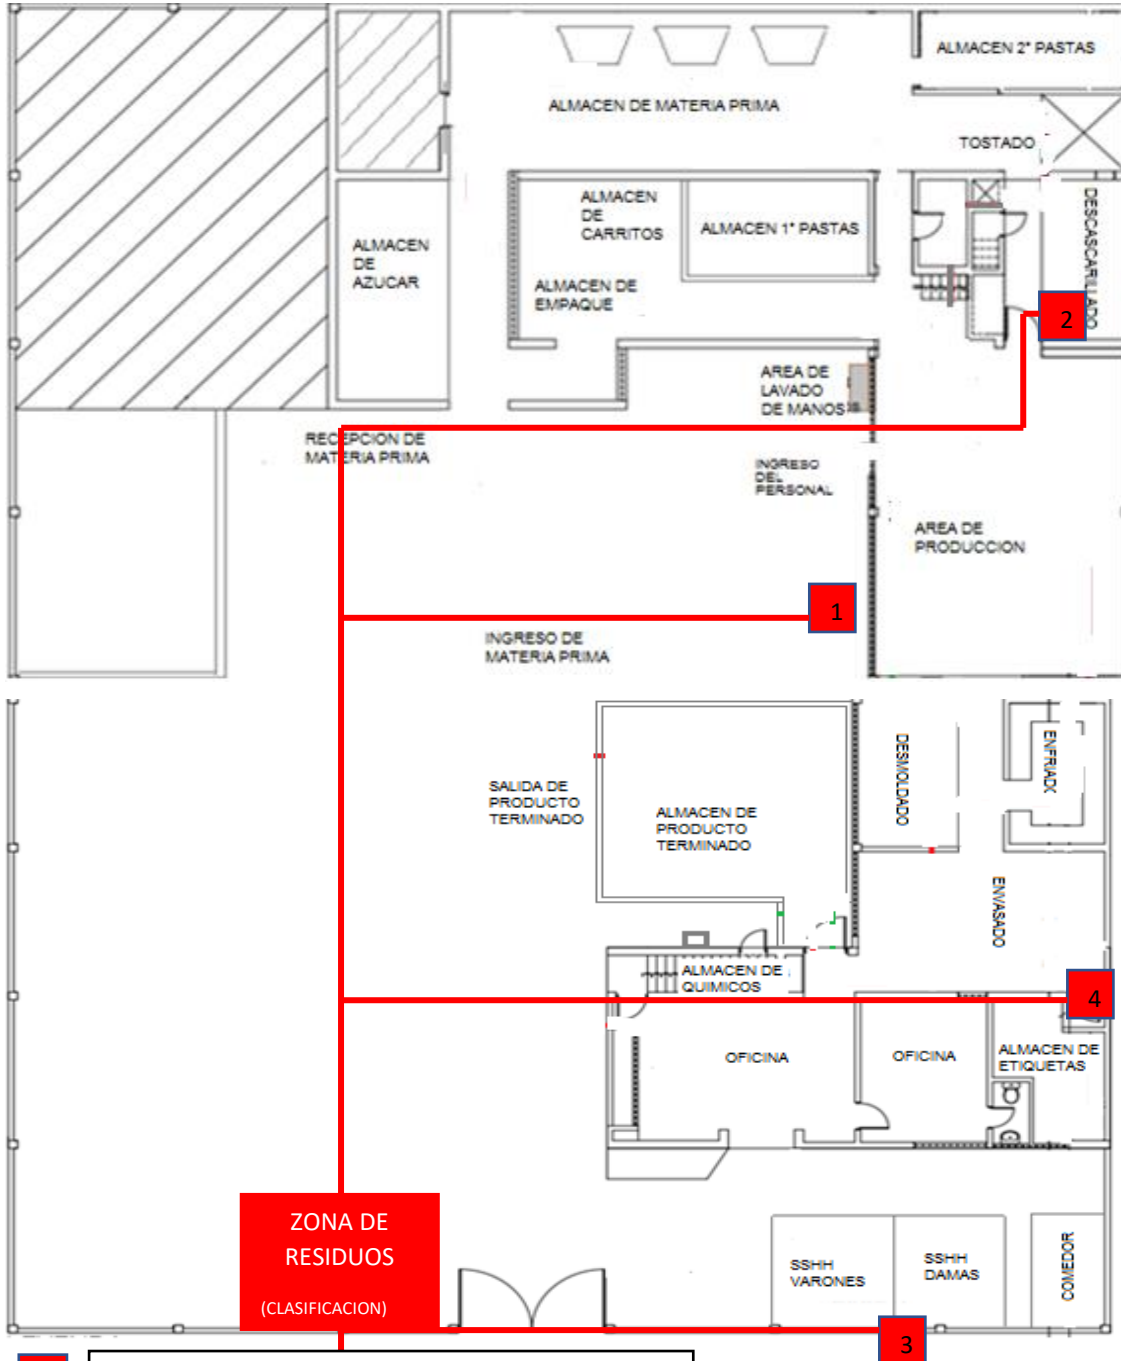 ALMACEN 2° PASTAS
ALMACEN DE MATERIA PRIMA
TOSTADO
ALMACEN
DE
CARRITOS
ALMACEN 1° PASTAS
DESCASCARILLADO
ALMACEN
DE
AZUCAR
ALMACEN DE
EMPAQUE
2
AREA DE
LAVADO
DE MANOS
RECEPCION DE
MATERIA PRIMA
INGRESO
DEL
PERSONAL
AREA DE
PRODUCCION
1
INGRESO DE
MATERIA PRIMA
DESMOLDADO
ENFRIADO
SALIDA DE
PRODUCTO
TERMINADO
ALMACEN DE
PRODUCTO
TERMINADO
ENVASADO
ALMACEN DE
QUIMICOS
4
OFICINA
OFICINA
ALMACEN DE
ETIQUETAS
ZONA DE
RESIDUOS
(CLASIFICACION)
SSHH
VARONES
SSHH
DAMAS
COMEDOR
3